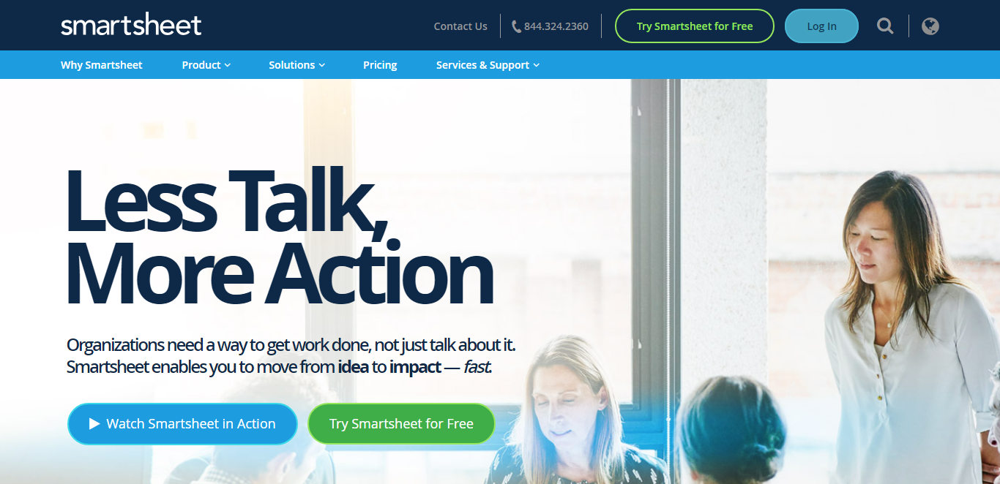 smartsheet
Contact Us
844.324.2360
Try Smartsheet for Free
Log In
Why Smartsheet
Product
Solutions
Pricing
Services & Support
Less Talk,
More Action
Organizations need a way to get work done, not just talk about it.
Smartsheet enables you to move from idea to impact — fast.
Watch Smartsheet in Action
Try Smartsheet for Free